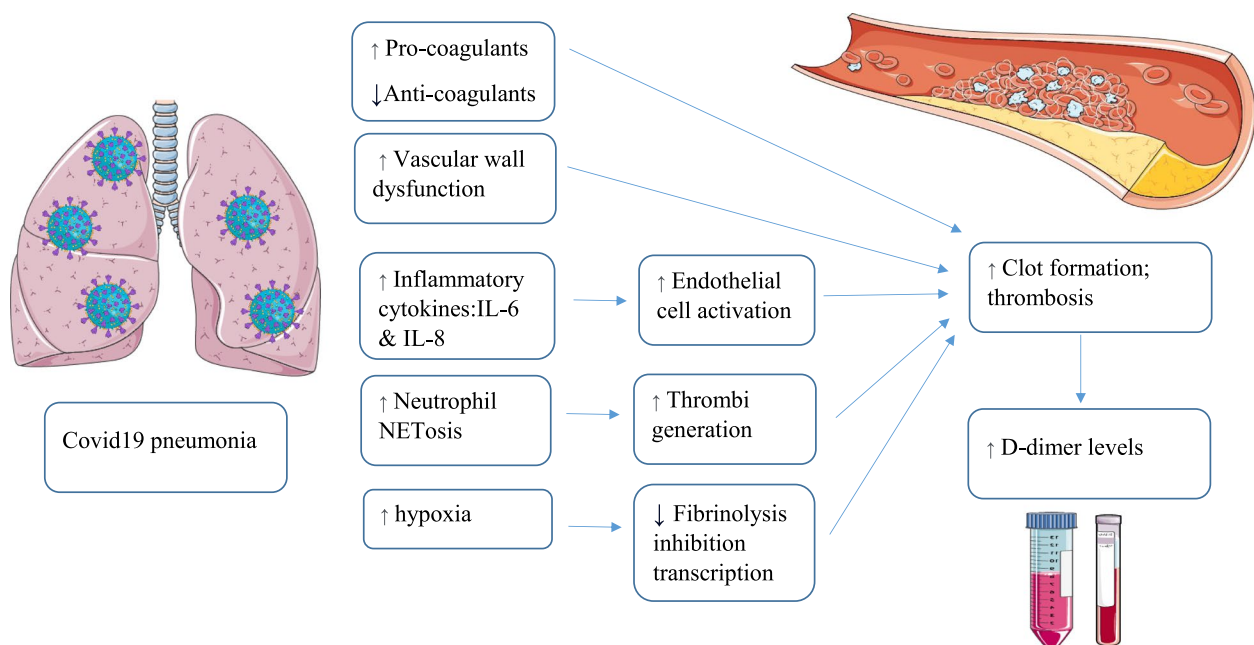 ↑ Pro-coagulants
↓Anti-coagulants
↑ Vascular wall
dysfunction
↑ Inflammatory
cytokines:IL-6
& IL-8
↑ Endothelial
cell activation
↑ Clot formation;
thrombosis
↑ Neutrophil
NETosis
↑ Thrombi
generation
Covid19 pneumonia
↑ D-dimer levels
↑ hypoxia
↓ Fibrinolysis
inhibition
transcription